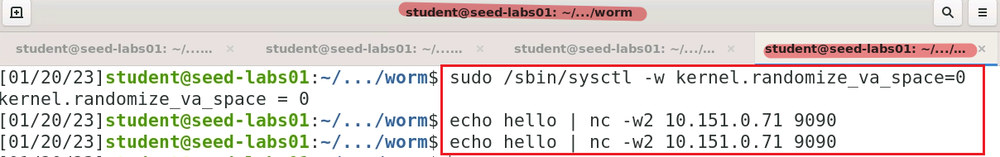 student@seed-labs01: ~/.../worm
student@seed-labs01: ~/...... × student@seed-labs01: ~/.../... × student@seed-labs01: ~/.../... × student@seed-labs01: ~/.../... ×
[01/20/23]student@seed-labs01:~/.../worm$ sudo /sbin/sysctl -w kernel.randomize_va_space=0
kernel.randomize_va_space = 0
[01/20/23]student@seed-labs01:~/.../worm$ echo hello | nc -w2 10.151.0.71 9090
[01/20/23]student@seed-labs01:~/.../worm$ echo hello | nc -w2 10.151.0.71 9090